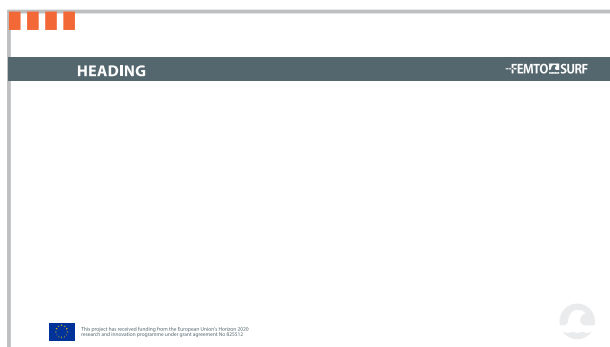 HEADING
FEMTOSURF
This project has received funding from the European Union's Horizon 2020
research and innovation programme under grant agreement No 825512